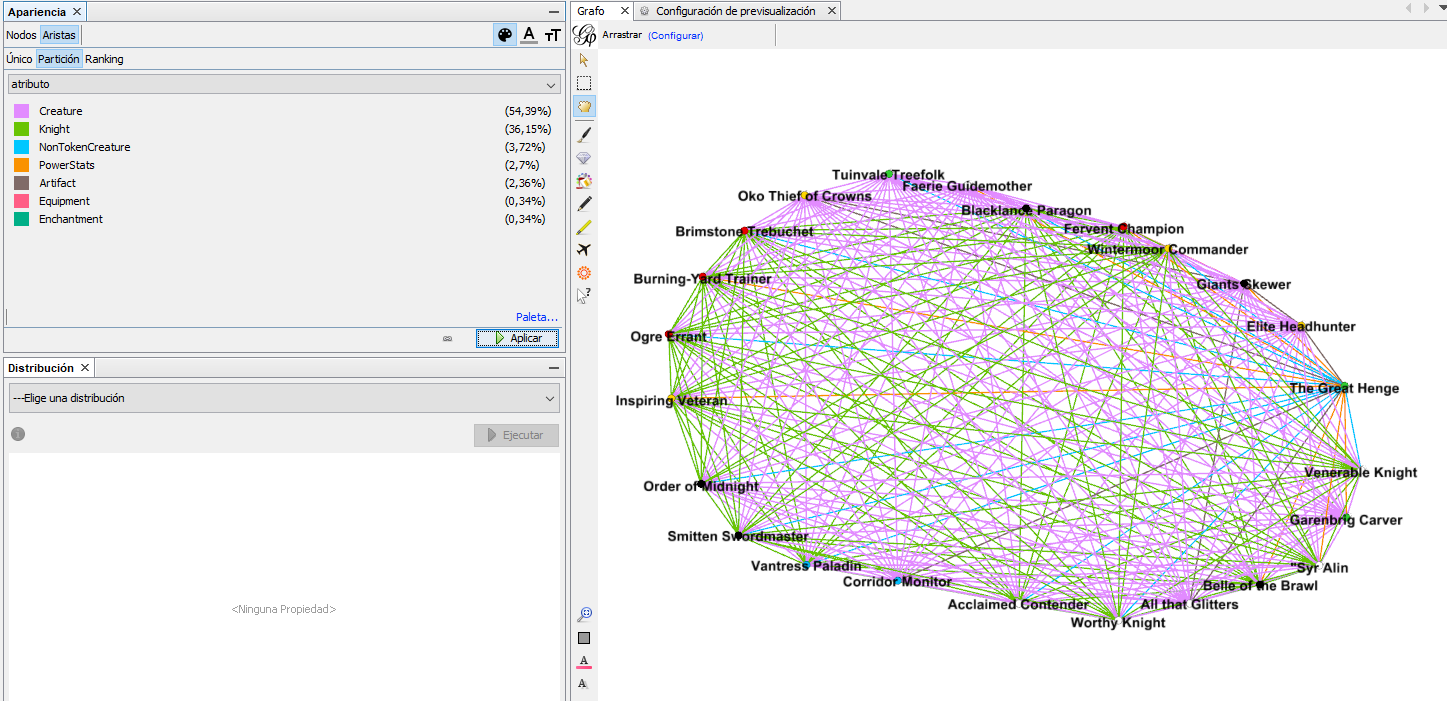 Apariencia
Nodos Aristas
Único Partición Ranking
atributo
Creature (54,39%)
Knight (36,15%)
NonTokenCreature (3,72%)
PowerStats (2,7%)
Artifact (2,36%)
Equipment (0,34%)
Enchantment (0,34%)
Paleta...
Aplicar
Distribución
---Elige una distribución
Ejecutar
<Ninguna Propiedad>
Grafo Configuración de previsualización
Arrastrar (Configurar)
Tuinvale Treefolk
Faerie Guidemother
Oko Thief of Crowns
Blacklance Paragon
Fervent Champion
Brimstone Trebuchet
Wintermoor Commander
Burning-Yard Trainer
Giants Skewer
Elite Headhunter
Ogre Errant
The Great Henge
Inspiring Veteran
Venerable Knight
Order of Midnight
Garenbrig Carver
Smitten Swordmaster
Vantress Paladin
"Syr Alin
Corridor Monitor
Belle of the Brawl
Acclaimed Contender
All that Glitters
Worthy Knight